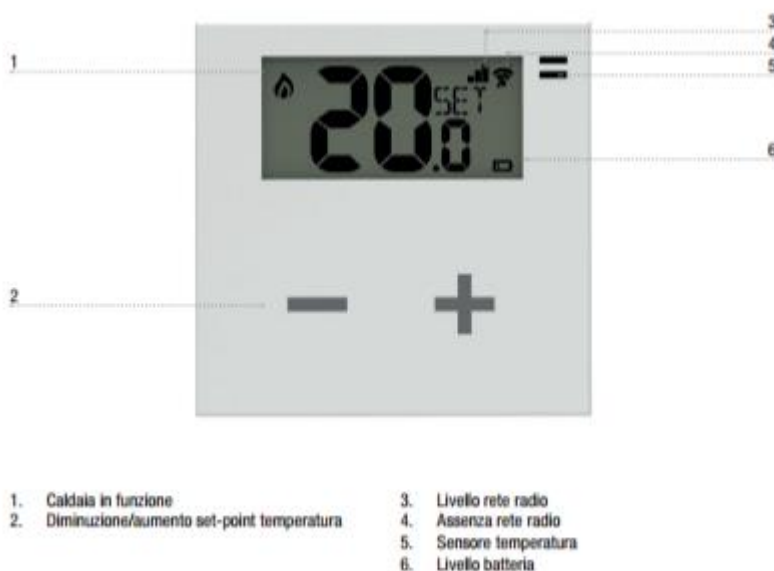 3
4
1
5
20.0
SET
6
2
1. Caldaia in funzione
2. Diminuzione/aumento set-point temperatura
3. Livello rete radio
4. Assenza rete radio
5. Sensore temperatura
6. Livello batteria